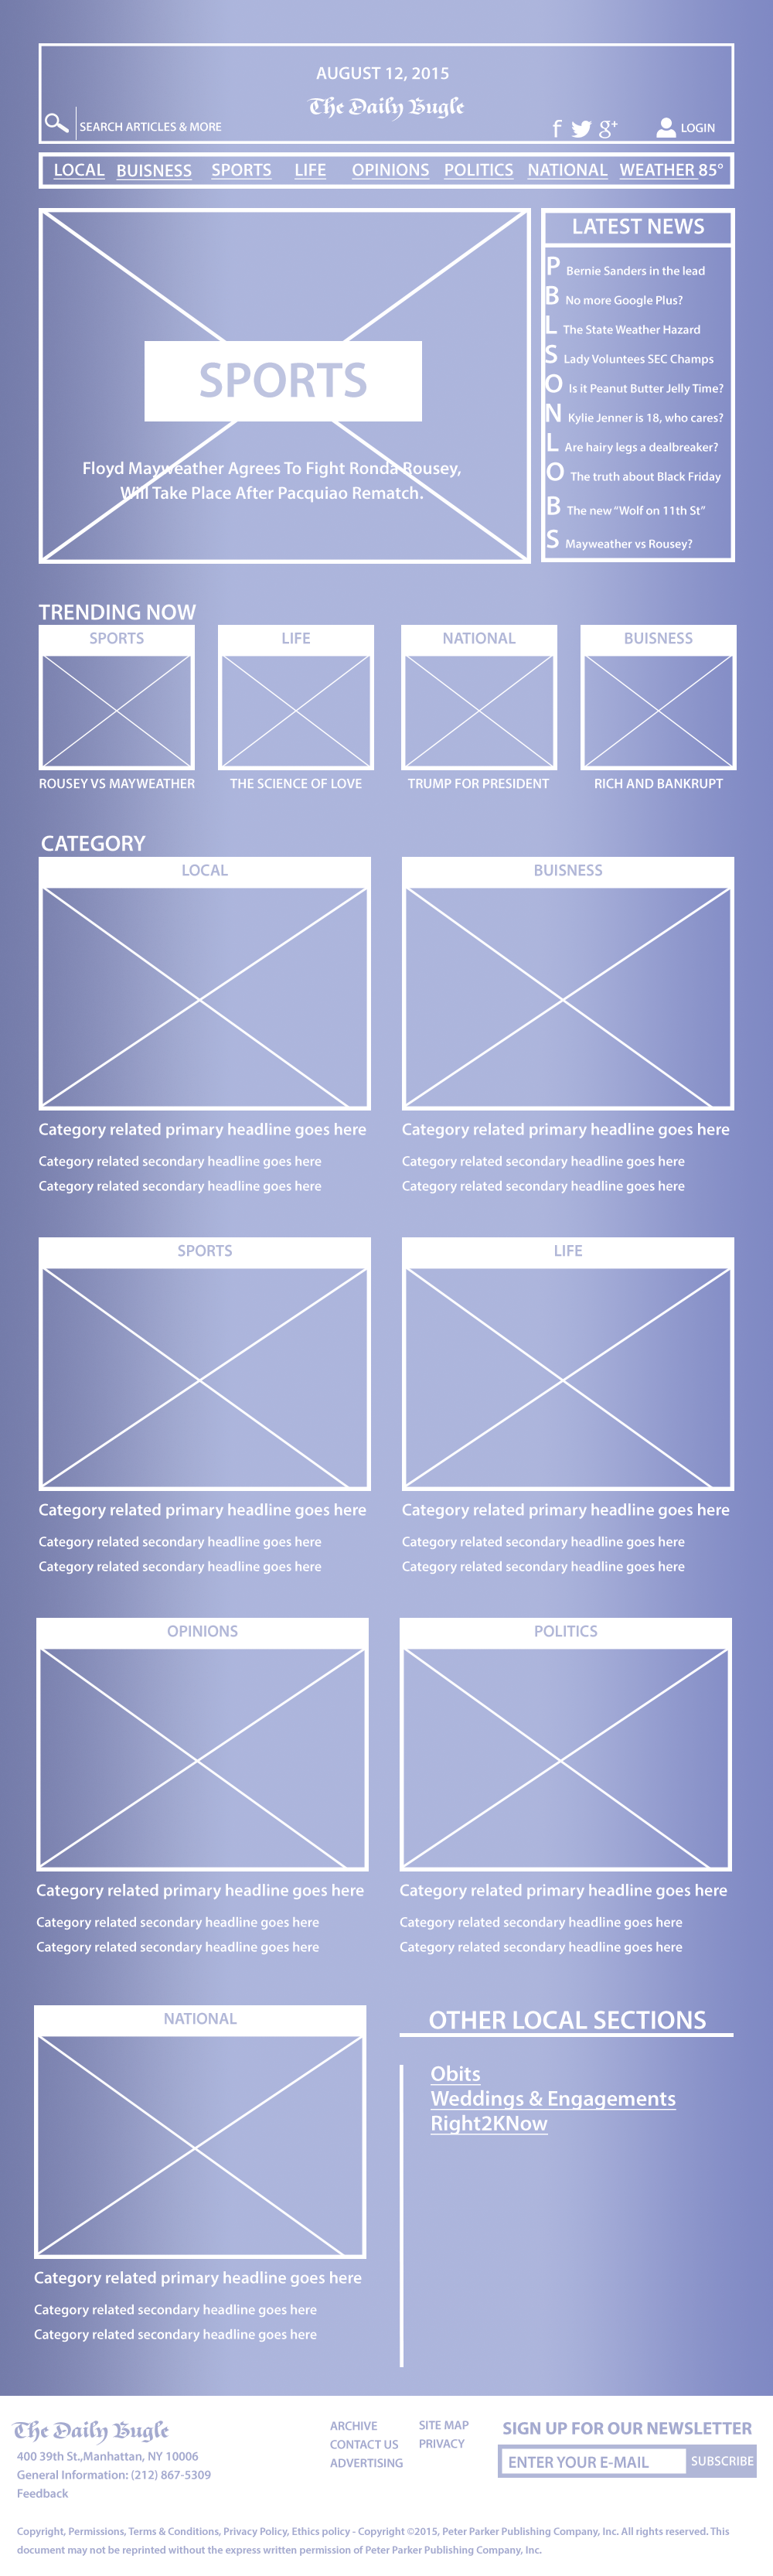 AUGUST 12, 2015
The Daily Bugle
SEARCH ARTICLES & MORE
f g+ LOGIN
LOCAL BUISNESS SPORTS LIFE OPINIONS POLITICS NATIONAL WEATHER 85°
SPORTS
Floyd Mayweather Agrees To Fight Ronda Rousey,
Will Take Place After Pacquiao Rematch.
LATEST NEWS
P Bernie Sanders in the lead
B No more Google Plus?
L The State Weather Hazard
S Lady Voluntees SEC Champs
O Is it Peanut Butter Jelly Time?
N Kylie Jenner is 18, who cares?
L Are hairy legs a dealbreaker?
O The truth about Black Friday
B The new "Wolf on 11th St"
S Mayweather vs Rousey?
TRENDING NOW
SPORTS LIFE NATIONAL BUISNESS
ROUSEY VS MAYWEATHER THE SCIENCE OF LOVE TRUMP FOR PRESIDENT RICH AND BANKRUPT
CATEGORY
LOCAL
Category related primary headline goes here
Category related secondary headline goes here
Category related secondary headline goes here
BUISNESS
Category related primary headline goes here
Category related secondary headline goes here
Category related secondary headline goes here
SPORTS
Category related primary headline goes here
Category related secondary headline goes here
Category related secondary headline goes here
LIFE
Category related primary headline goes here
Category related secondary headline goes here
Category related secondary headline goes here
OPINIONS
Category related primary headline goes here
Category related secondary headline goes here
Category related secondary headline goes here
POLITICS
Category related primary headline goes here
Category related secondary headline goes here
Category related secondary headline goes here
NATIONAL
Category related primary headline goes here
Category related secondary headline goes here
Category related secondary headline goes here
OTHER LOCAL SECTIONS
Obits
Weddings & Engagements
Right2KNow
The Daily Bugle
400 39th St.,Manhattan, NY 10006
General Information: (212) 867-5309
Feedback
ARCHIVE
CONTACT US
ADVERTISING
SITE MAP
PRIVACY
SIGN UP FOR OUR NEWSLETTER
ENTER YOUR E-MAIL SUBSCRIBE
Copyright, Permissions, Terms & Conditions, Privacy Policy, Ethics policy - Copyright ©2015, Peter Parker Publishing Company, Inc. All rights reserved. This
document may not be reprinted without the express written permission of Peter Parker Publishing Company, Inc.